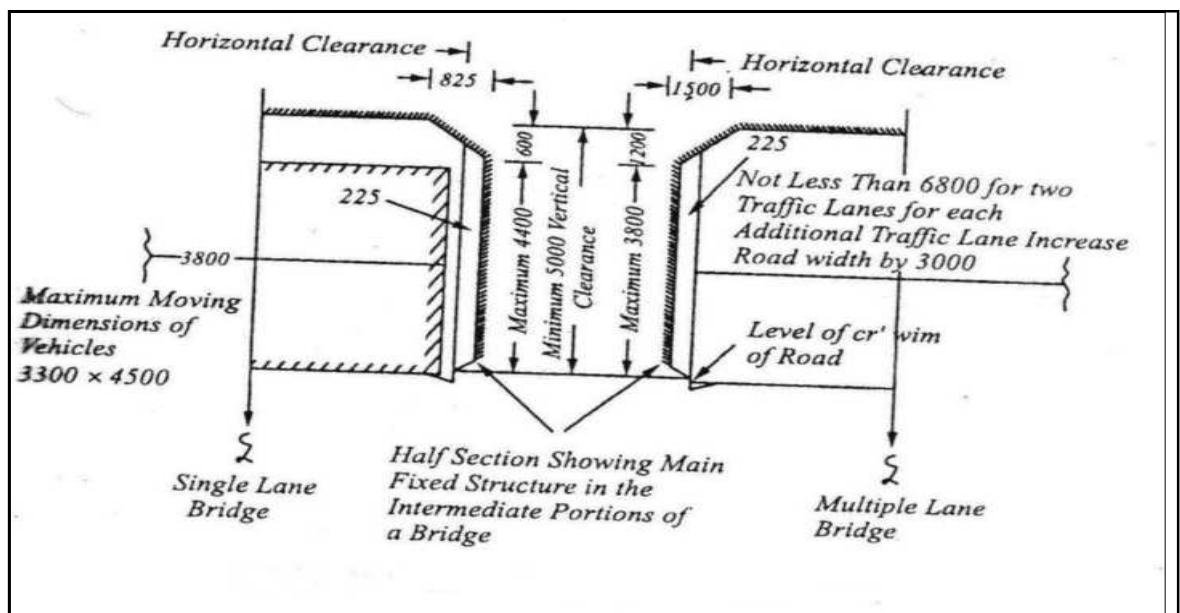 Horizontal Clearance
825
Horizontal Clearance
1500
600
1200
225
225
Maximum 4400
Minimum 5000 Vertical
Clearance
Maximum 3800
Not Less Than 6800 for two
Traffic Lanes for each
Additional Traffic Lane Increase
Road width by 3000
3800
Maximum Moving
Dimensions of
Vehicles
3300 × 4500
Level of cr' wim
of Road
Half Section Showing Main
Fixed Structure in the
Intermediate Portions of
a Bridge
Single Lane
Bridge
Multiple Lane
Bridge